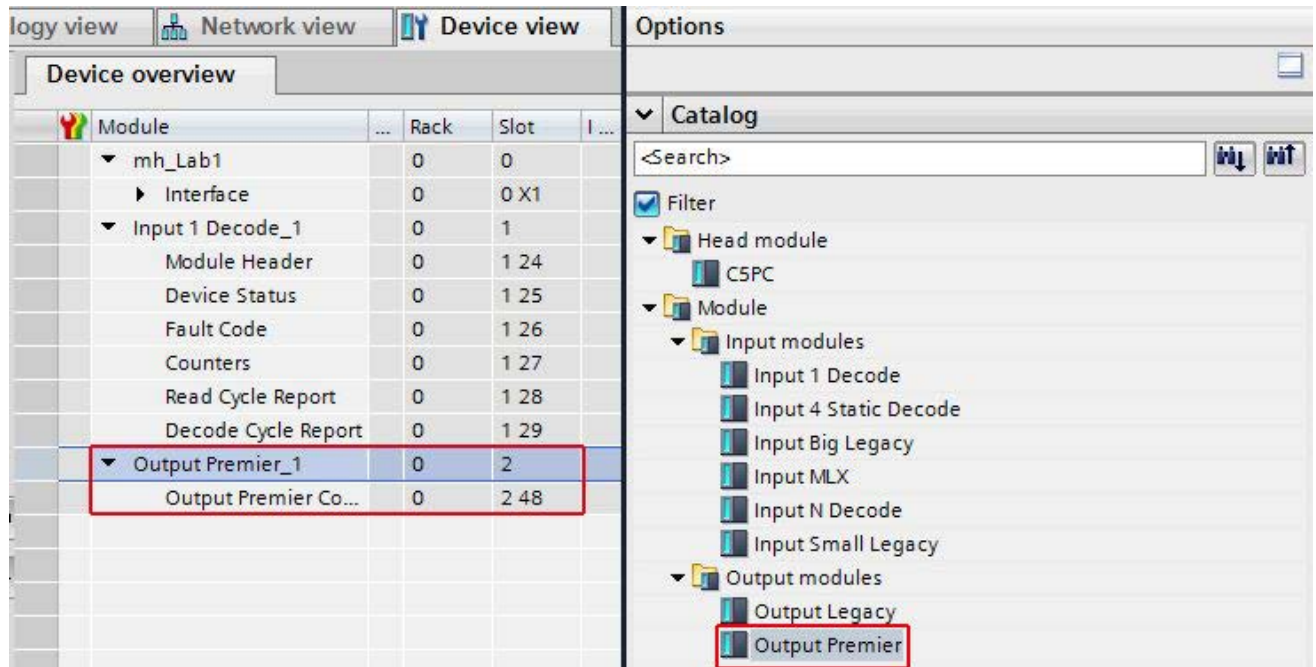 logy view Network view Device view
Device overview
Module ... Rack Slot I ...
mh_Lab1 0 0
Interface 0 0 X1
Input 1 Decode_1 0 1
Module Header 0 1 24
Device Status 0 1 25
Fault Code 0 1 26
Counters 0 1 27
Read Cycle Report 0 1 28
Decode Cycle Report 0 1 29
Output Premier_1 0 2
Output Premier Co... 0 2 48
Options
Catalog
<Search>
Filter
Head module
C5PC
Module
Input modules
Input 1 Decode
Input 4 Static Decode
Input Big Legacy
Input MLX
Input N Decode
Input Small Legacy
Output modules
Output Legacy
Output Premier